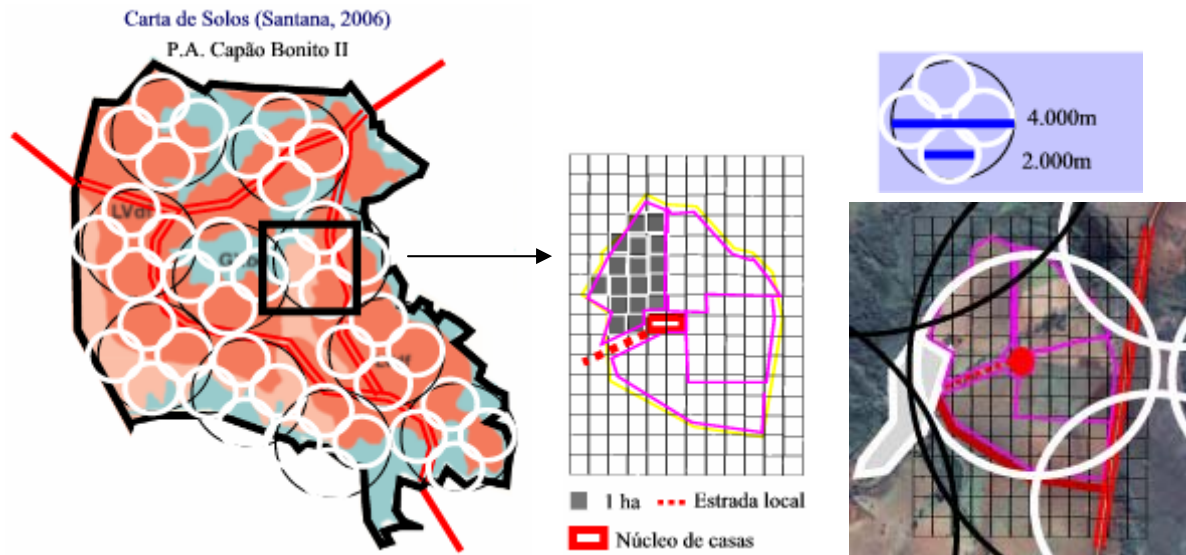 Carta de Solos (Santana, 2006)
P.A. Capão Bonito II
LVdf
4.000m
2.000m
1 ha
Estrada local
Núcleo de casas